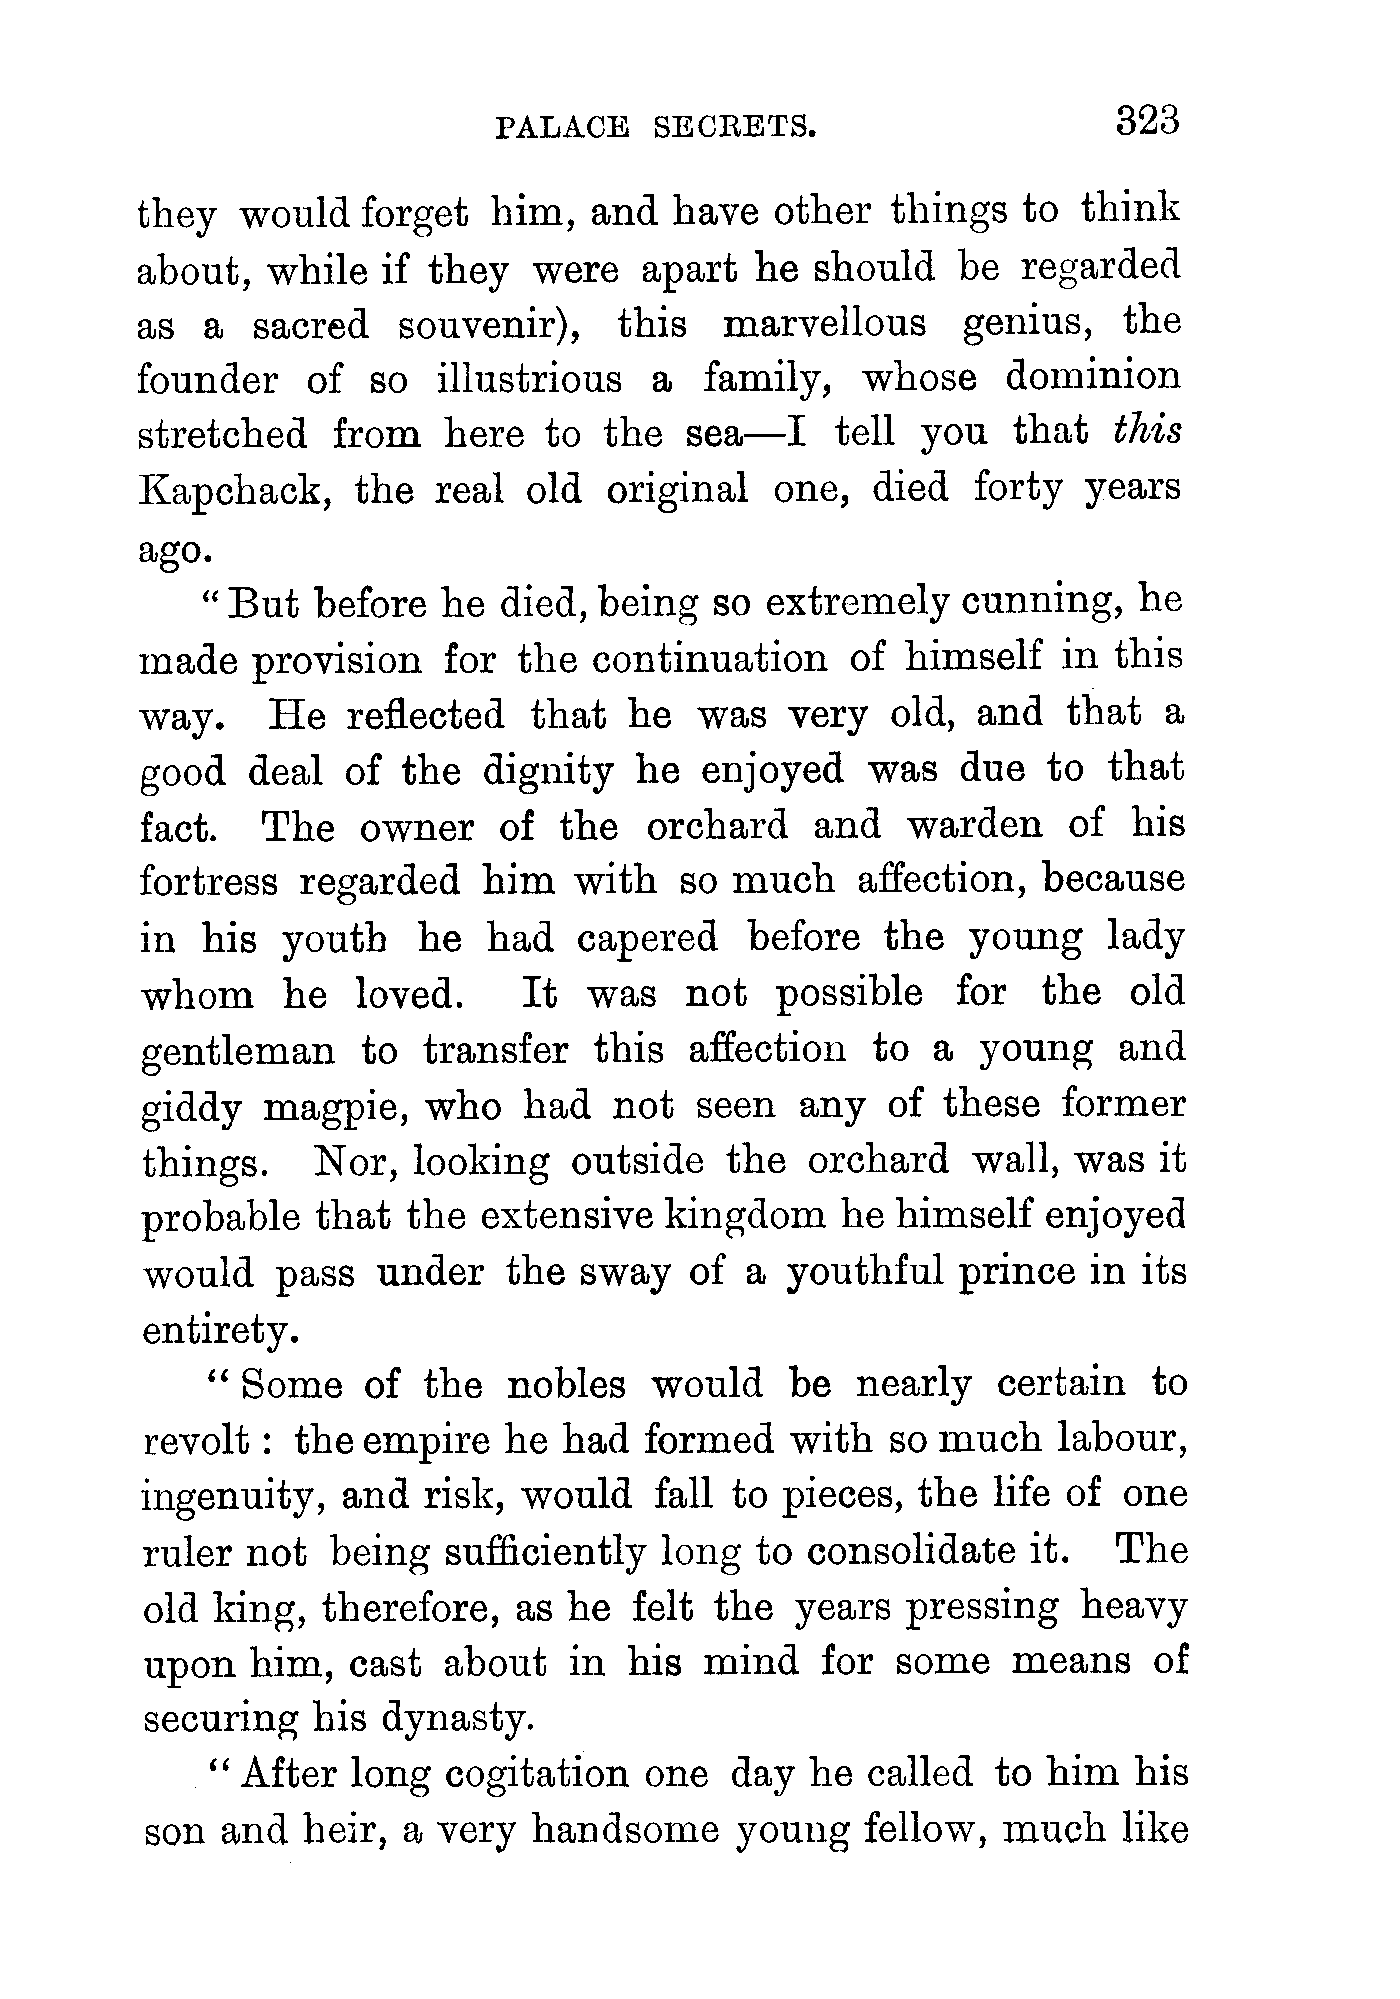 PALACE SECRETS. 323
they would forget him, and have other things to think
about, while if they were apart he should be regarded
as a sacred souvenir), this marvellous genius, the
founder of so illustrious a family, whose dominion
stretched from here to the sea—I tell you that this
Kapchack, the real old original one, died forty years
ago.
“But before he died, being so extremely cunning, he
made provision for the continuation of himself in this
way. He reflected that he was very old, and that a
good deal of the dignity he enjoyed was due to that
fact. The owner of the orchard and warden of his
fortress regarded him with so much affection, because
in his youth he had capered before the young lady
whom he loved. It was not possible for the old
gentleman to transfer this affection to a young and
giddy magpie, who had not seen any of these former
things. Nor, looking outside the orchard wall, was it
probable that the extensive kingdom he himself enjoyed
would pass under the sway of a youthful prince in its
entirety.
“Some of the nobles would be nearly certain to
revolt: the empire he had formed with so much labour,
ingenuity, and risk, would fall to pieces, the life of one
ruler not being sufficiently long to consolidate it. The
old king, therefore, as he felt the years pressing heavy
upon him, cast about in his mind for some means of
securing his dynasty.
“After long cogitation one day he called to him his
son and heir, a very handsome young fellow, much like